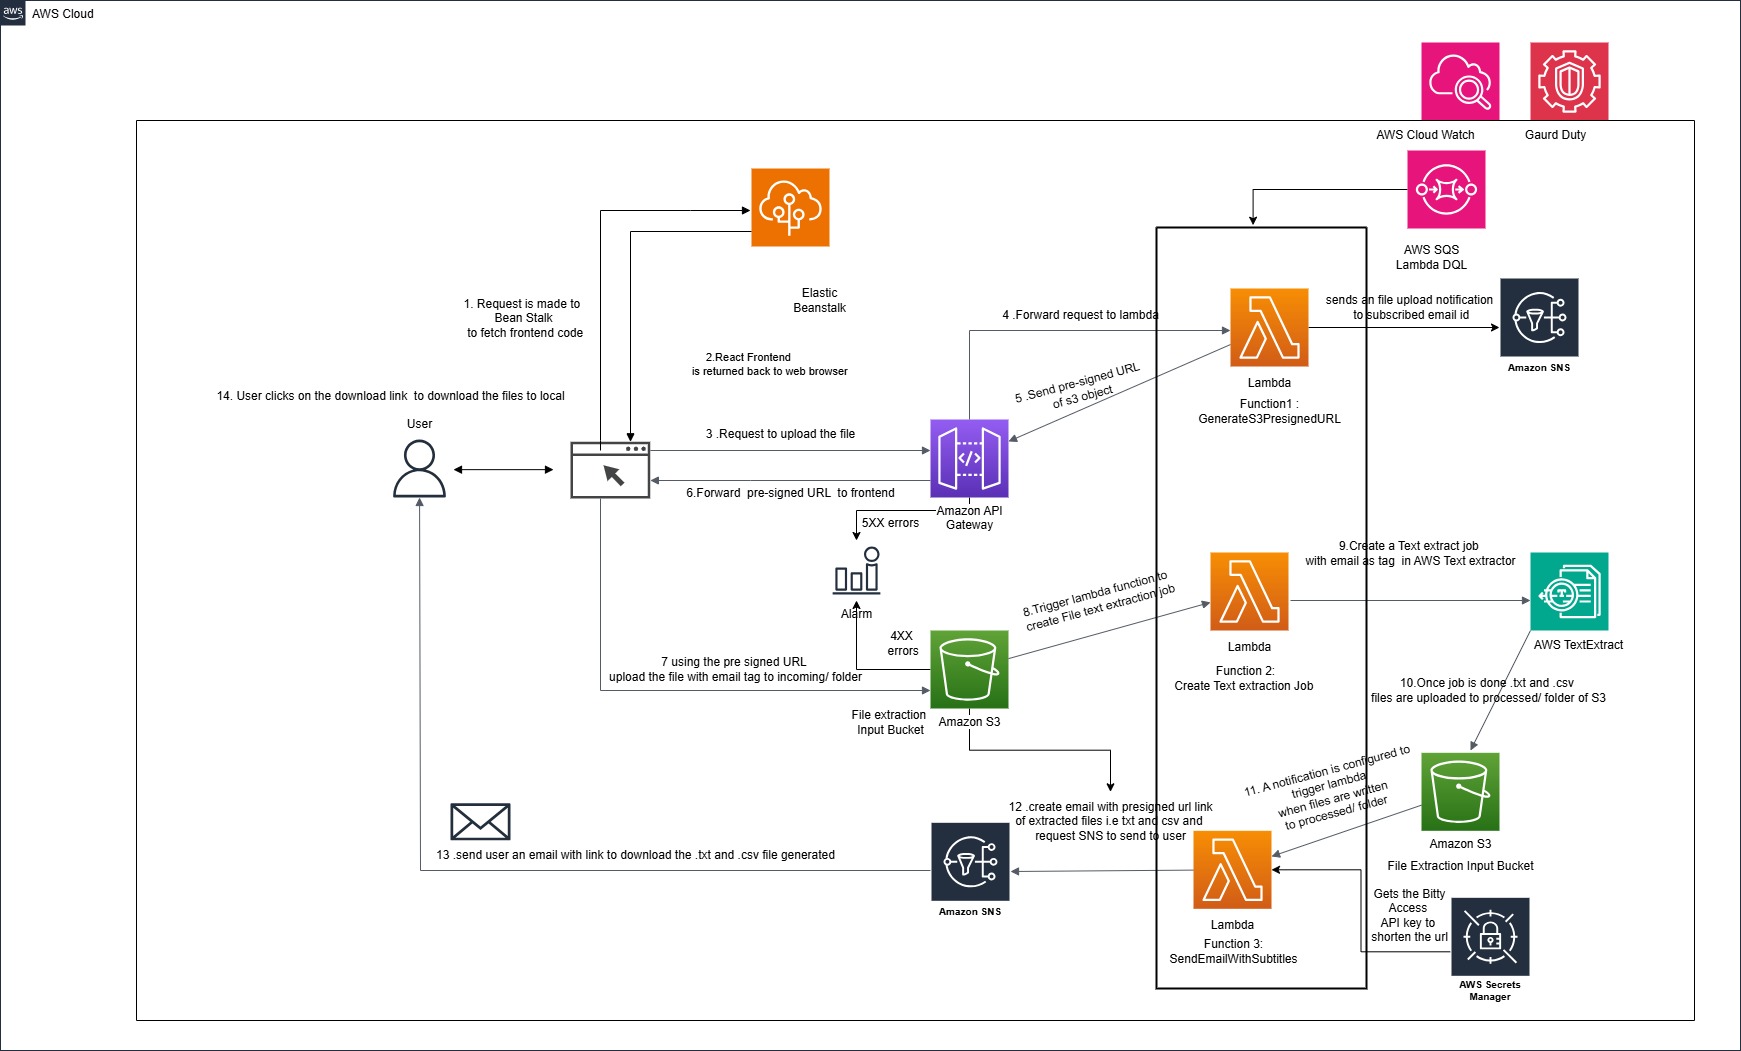 aws
AWS Cloud
AWS Cloud Watch
Gaurd Duty
AWS SQS
Lambda DQL
Elastic
Beanstalk
1. Request is made to
Bean Stalk
to fetch frontend code
2.React Frontend
is returned back to web browser
4 .Forward request to lambda
sends an file upload notification
to subscribed email id
Amazon SNS
5 .Send pre-signed URL
of s3 object
Lambda
Function1 :
GenerateS3PresignedURL
14. User clicks on the download link to download the files to local
User
3 .Request to upload the file
6.Forward pre-signed URL to frontend
Amazon API
Gateway
5XX errors
Alarm
4XX
errors
8.Trigger lambda function to
create File text extraction job
9.Create a Text extract job
with email as tag in AWS Text extractor
AWS TextExtract
Lambda
Function 2:
Create Text extraction Job
7 using the pre signed URL
upload the file with email tag to incoming/ folder
File extraction
Input Bucket
Amazon S3
10.Once job is done .txt and .csv
files are uploaded to processed/ folder of S3
11. A notification is configured to
trigger lambda
when files are written
to processed/ folder
Amazon S3
File Extraction Input Bucket
12 .create email with presigned url link
of extracted files i.e txt and csv and
request SNS to send to user
13 .send user an email with link to download the .txt and .csv file generated
Amazon SNS
Lambda
Function 3:
SendEmailWithSubtitles
Gets the Bitty
Access
API key to
shorten the url
AWS Secrets
Manager